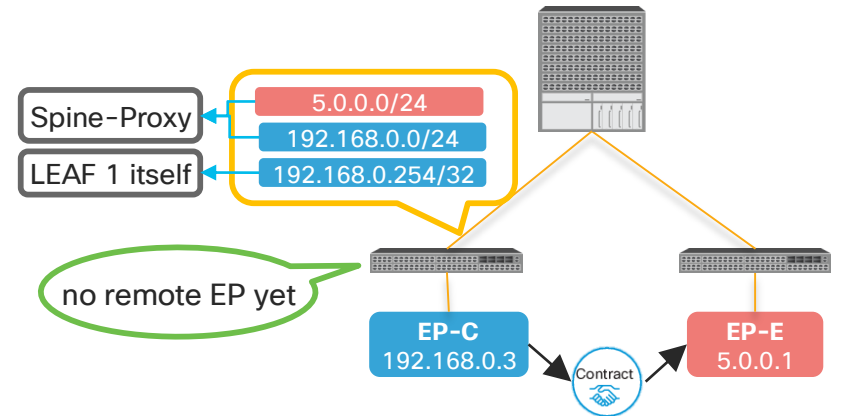 Spine-Proxy
5.0.0.0/24
192.168.0.0/24
LEAF 1 itself
192.168.0.254/32
no remote EP yet
EP-C
192.168.0.3
Contract
EP-E
5.0.0.1